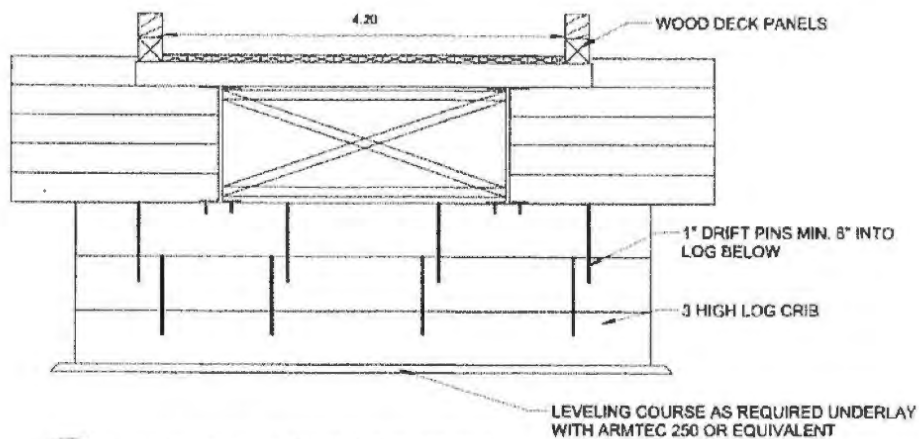 4.20
WOOD DECK PANELS
1" DRIFT PINS MIN. 6" INTO
LOG BELOW
3 HIGH LOG CRIB
LEVELING COURSE AS REQUIRED UNDERLAY
WITH ARMTEC 250 OR EQUIVALENT